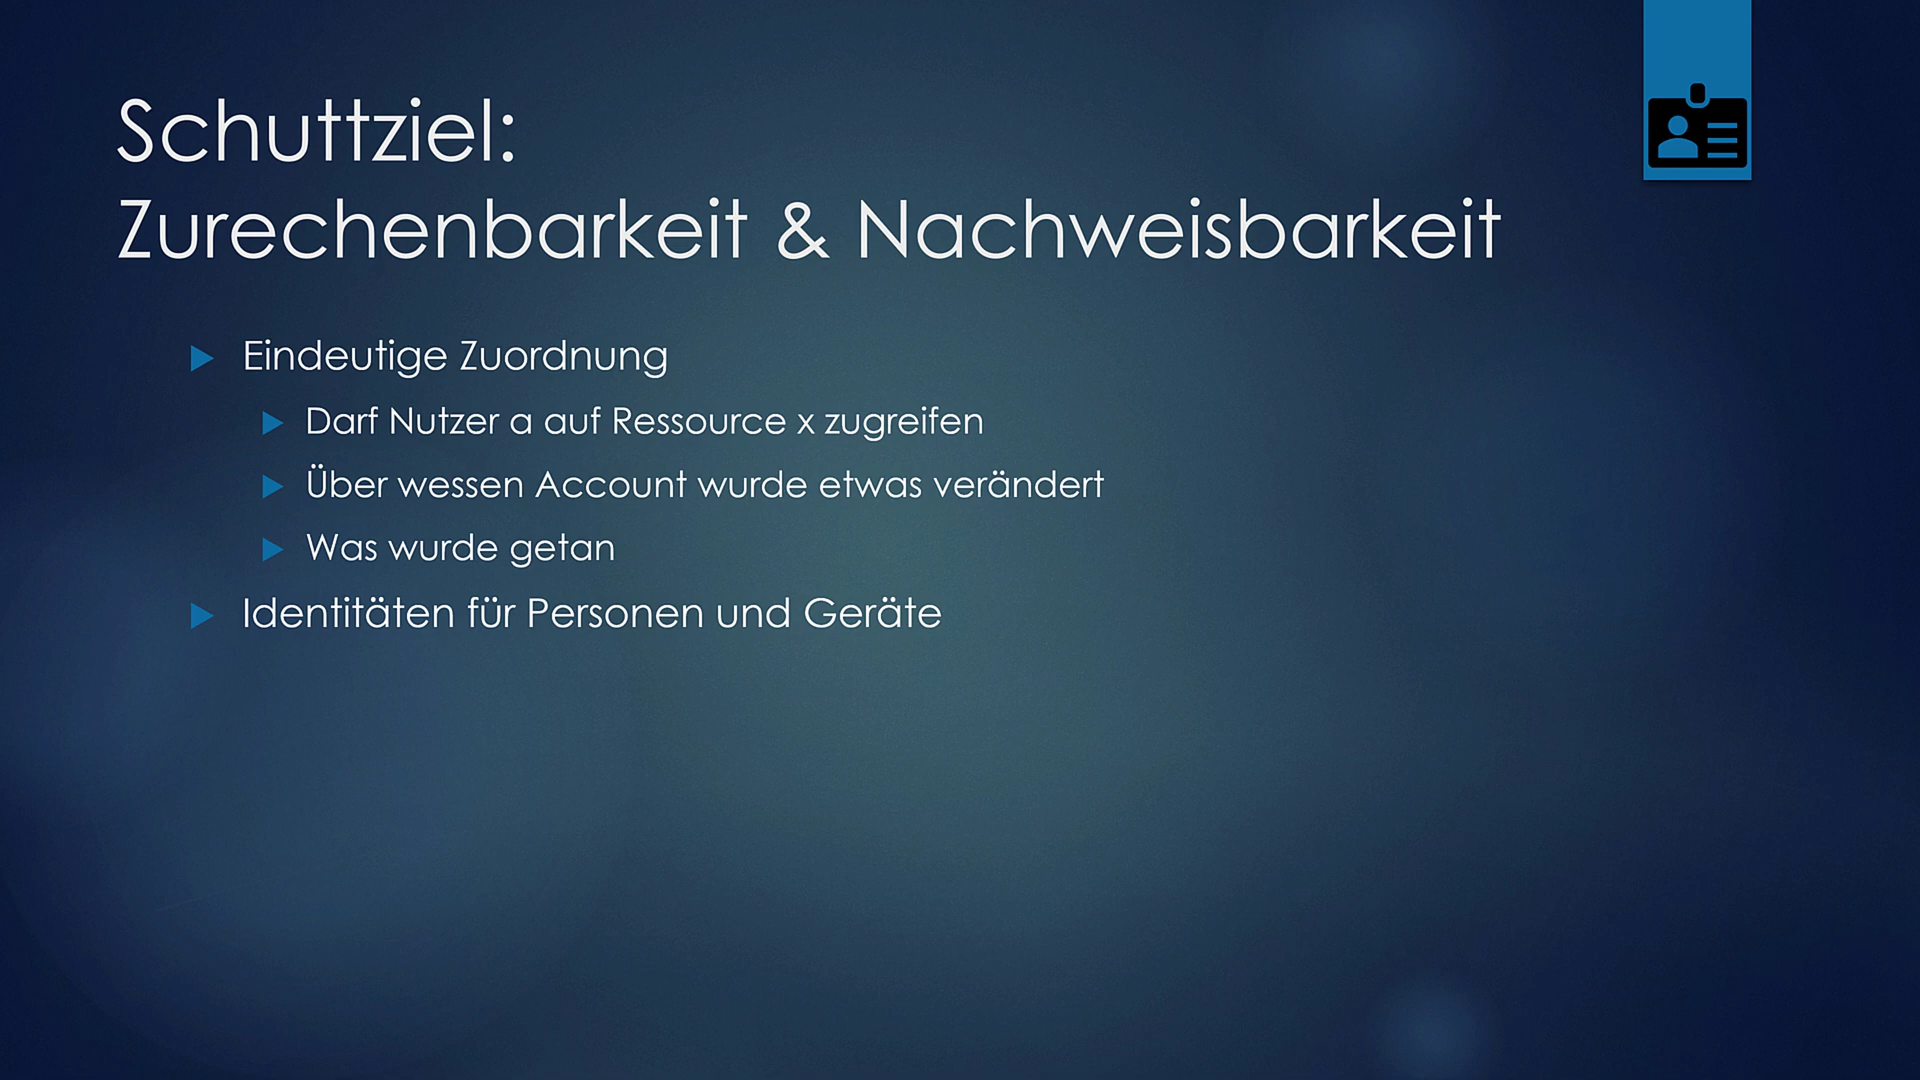 Schuttziel:
Zurechenbarkeit & Nachweisbarkeit
Eindeutige Zuordnung
Darf Nutzer a auf Ressource x zugreifen
Über wessen Account wurde etwas verändert
Was wurde getan
Identitäten für Personen und Geräte